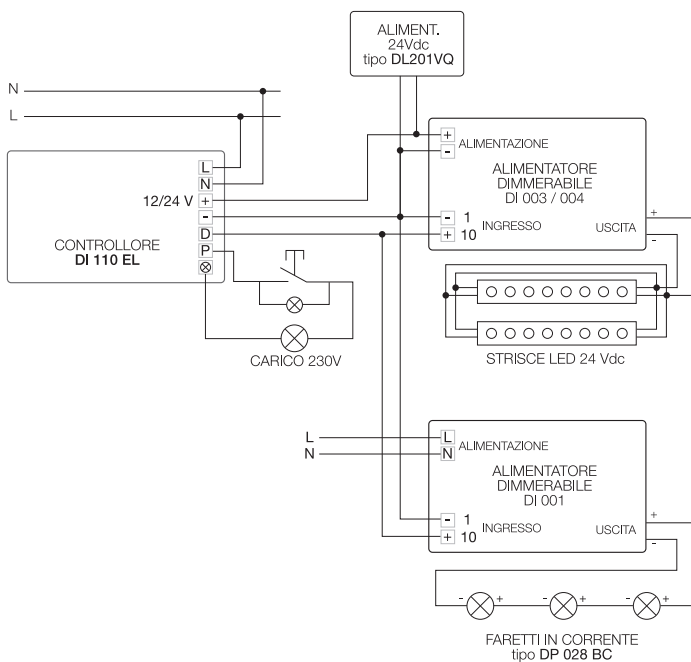 ALIMENT.
24Vdc
tipo DL201VQ
N
L
L
N
12/24 V +
-
D
P
CONTROLLORE
DI 110 EL
CARICO 230V
+
-
ALIMENTAZIONE
ALIMENTATORE
DIMMERABILE
DI 003 / 004
- 1
+ 10
INGRESSO
USCITA
+
-
STRISCE LED 24 Vdc
L
N
L
N
ALIMENTAZIONE
ALIMENTATORE
DIMMERABILE
DI 001
- 1
+ 10
INGRESSO
USCITA
+
-
- + - + - +
FARETTI IN CORRENTE
tipo DP 028 BC